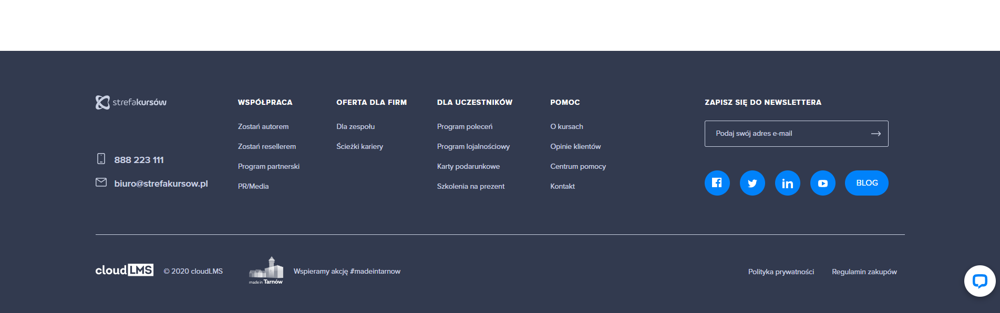 strefakursów
888 223 111
biuro@strefakursow.pl
WSPÓŁPRACA
Zostań autorem
Zostań resellerem
Program partnerski
PR/Media
OFERTA DLA FIRM
Dla zespołu
Ścieżki kariery
DLA UCZESTNIKÓW
Program poleceń
Program lojalnościowy
Karty podarunkowe
Szkolenia na prezent
POMOC
O kursach
Opinie klientów
Centrum pomocy
Kontakt
ZAPISZ SIĘ DO NEWSLETTERA
Podaj swój adres e-mail
BLOG
cloudLMS
© 2020 cloudLMS
made in Tarnów
Wspieramy akcję #madeintarnow
Polityka prywatności
Regulamin zakupów